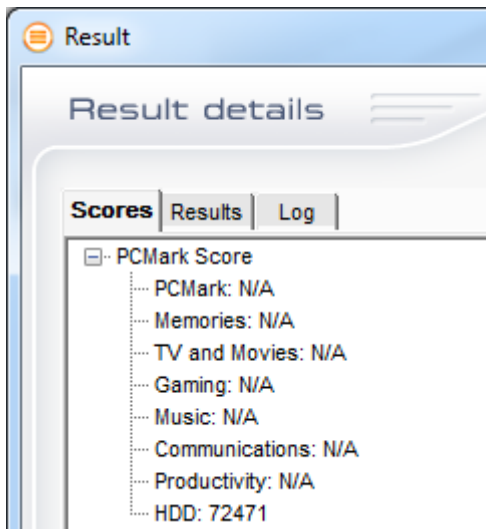 Result
Result details
Scores Results Log
PCMark Score
PCMark: N/A
Memories: N/A
TV and Movies: N/A
Gaming: N/A
Music: N/A
Communications: N/A
Productivity: N/A
HDD: 72471